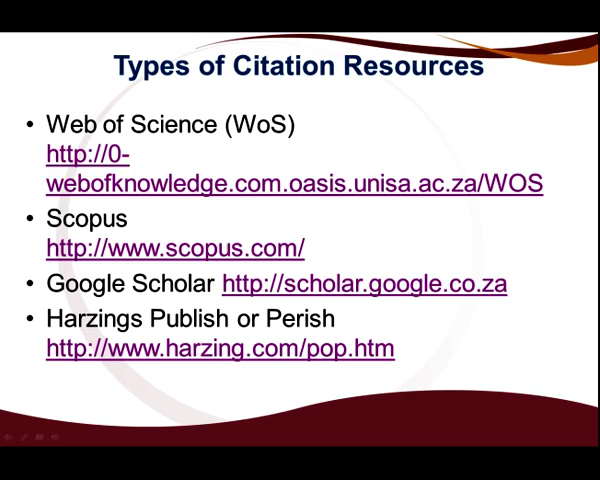 Types of Citation Resources
• Web of Science (WoS)
http://0-
webofknowledge.com.oasis.unisa.ac.za/WOS
• Scopus
http://www.scopus.com/
• Google Scholar http://scholar.google.co.za
• Harzings Publish or Perish
http://www.harzing.com/pop.htm